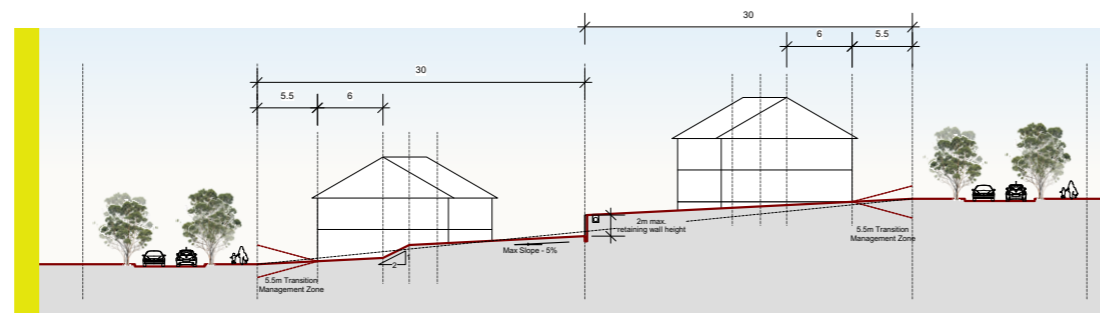 30
6
5.5
30
5.5
6
2m max.
retaining wall height
5.5m Transition
Management Zone
Max Slope - 5%
1
2
5.5m Transition
Management Zone